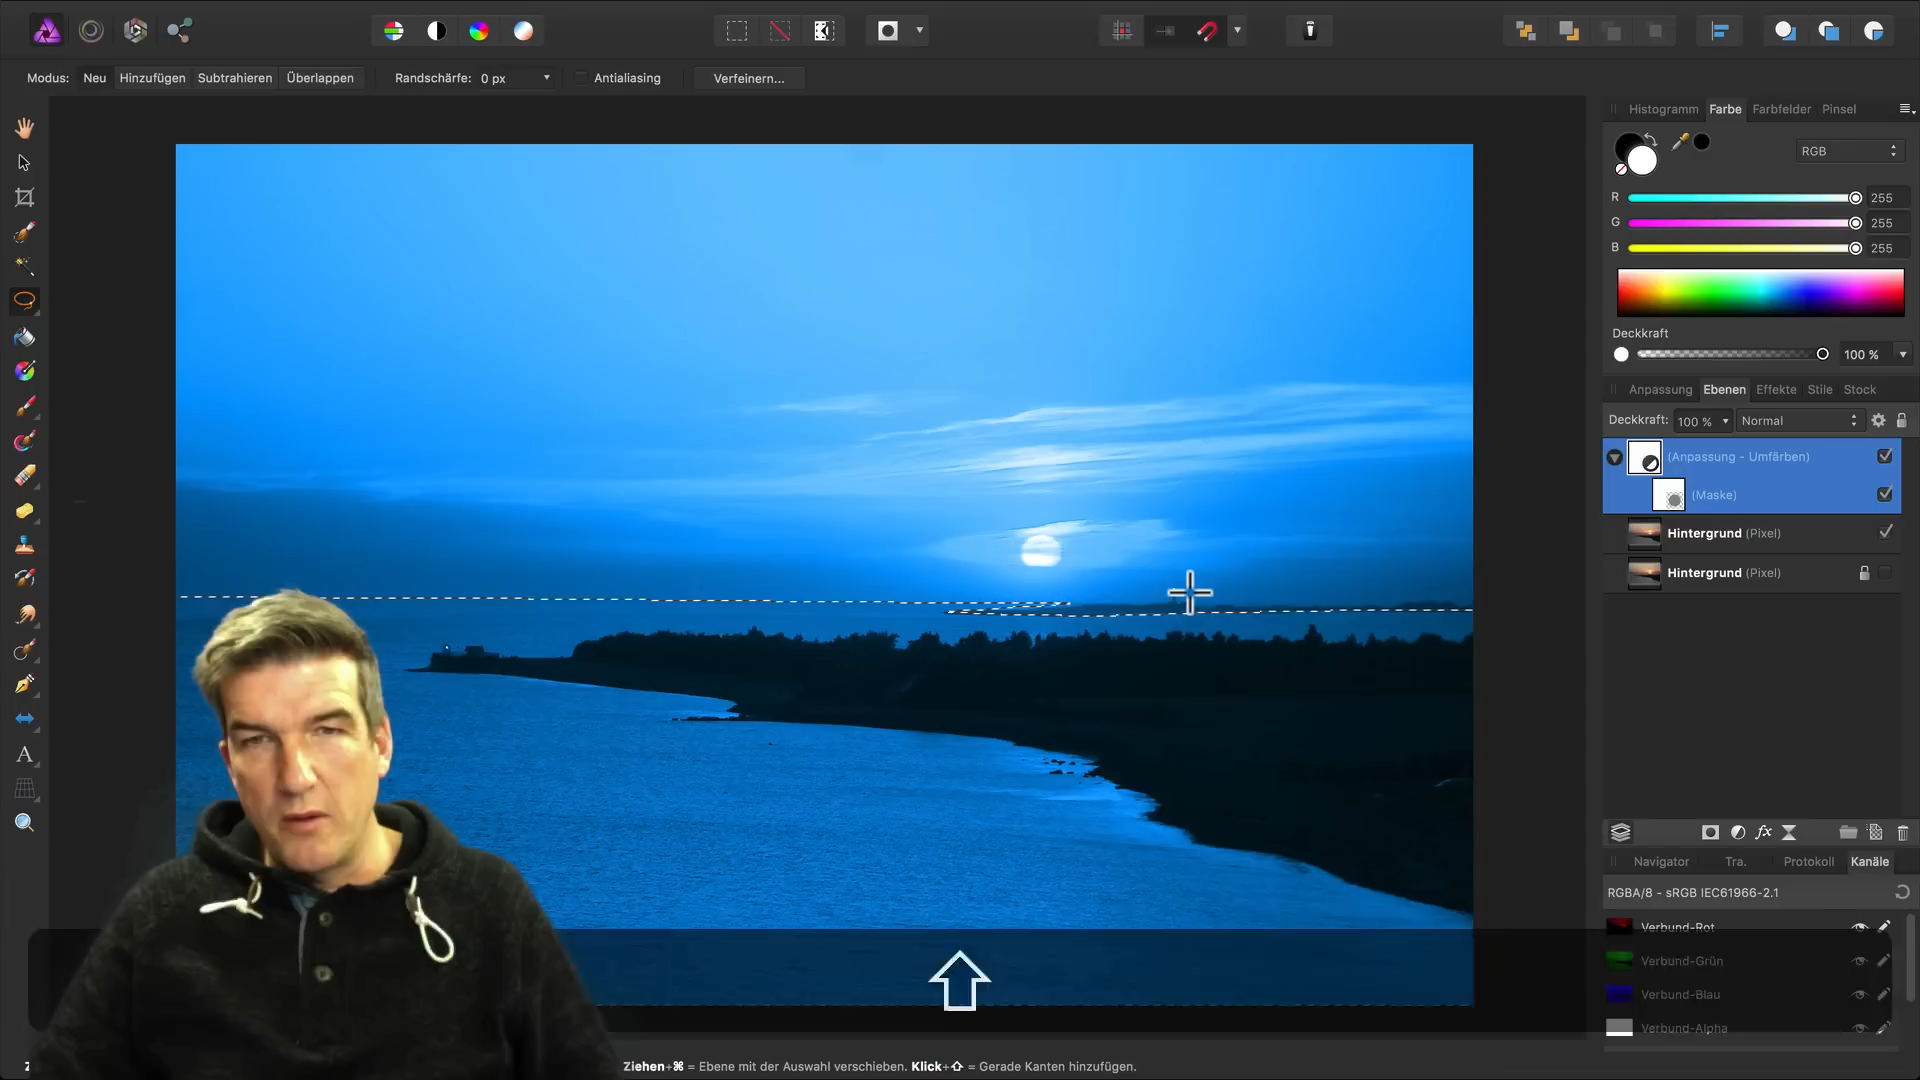 Modus: Neu Hinzufügen Subtrahieren Überlappen Randschärfe: 0 px Antialiasing Verfeinern...
Histogramm Farbe Farbfelder Pinsel
RGB
R 255
G 255
B 255
Deckkraft
100 %
Anpassung Ebenen Effekte Stile Stock
Deckkraft: 100 % Normal
(Anpassung - Umfärben)
(Maske)
Hintergrund (Pixel)
Hintergrund (Pixel)
fx
Navigator Tra. Protokoll Kanäle
RGBA/8 - sRGB IEC61966-2.1
Verbund-Rot
Verbund-Grün
Verbund-Blau
Verbund-Alpha
A
Ziehen+⌘ = Ebene mit der Auswahl verschieben. Klick+⇧ = Gerade Kanten hinzufügen.